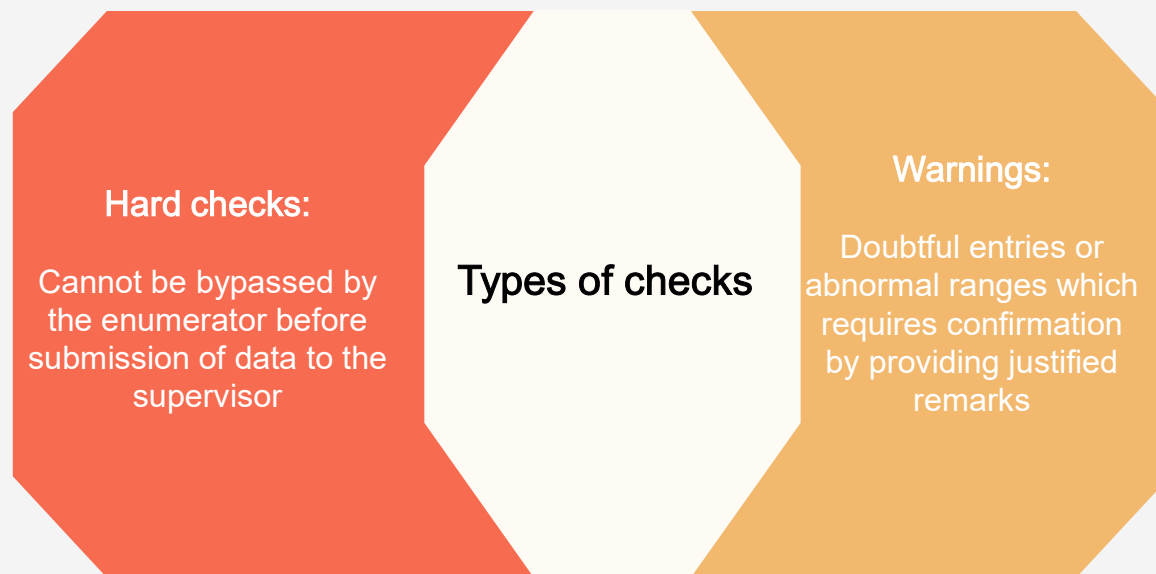 Hard checks:
Cannot be bypassed by
the enumerator before
submission of data to the
supervisor
Types of checks
Warnings:
Doubtful entries or
abnormal ranges which
requires confirmation
by providing justified
remarks